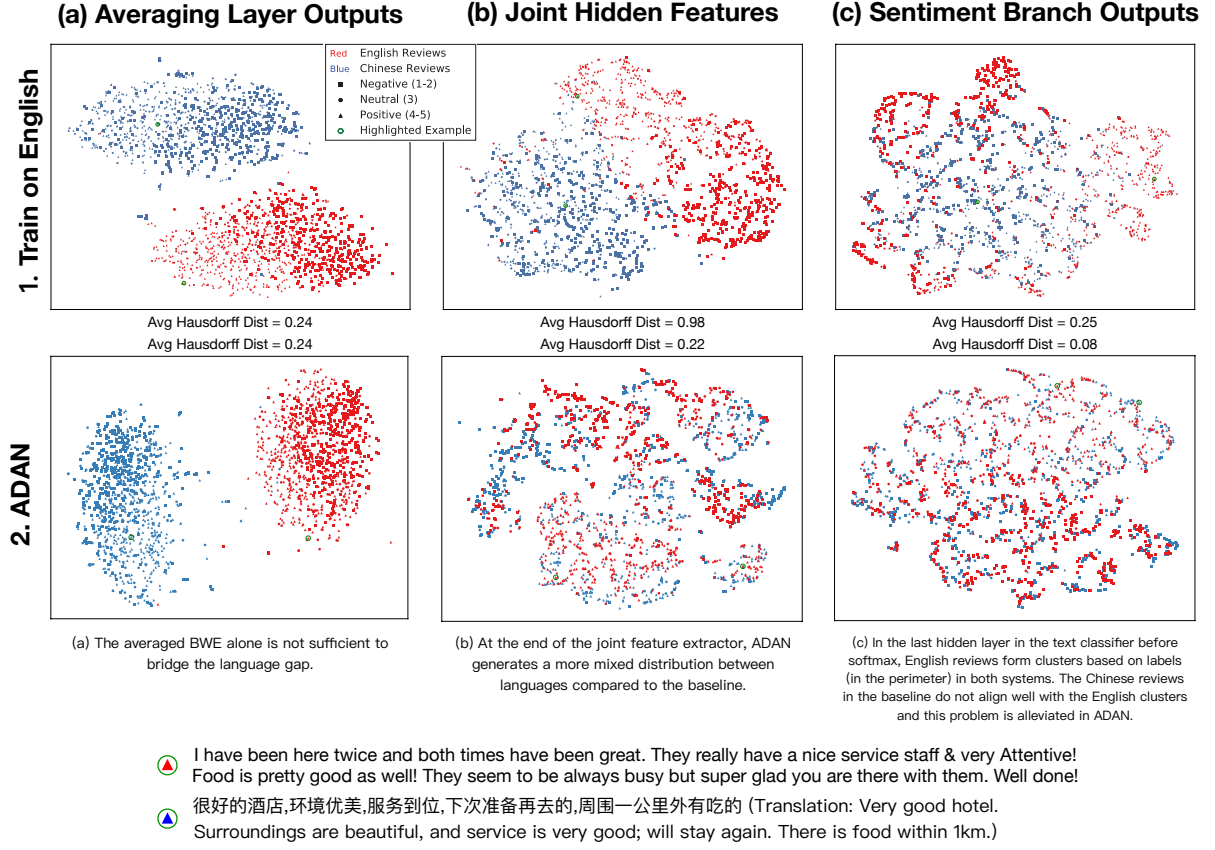 (a) Averaging Layer Outputs
(b) Joint Hidden Features
(c) Sentiment Branch Outputs
1. Train on English
Red English Reviews
Blue Chinese Reviews
Negative (1-2)
Neutral (3)
Positive (4-5)
Highlighted Example
Avg Hausdorff Dist = 0.24
Avg Hausdorff Dist = 0.98
Avg Hausdorff Dist = 0.25
Avg Hausdorff Dist = 0.24
Avg Hausdorff Dist = 0.22
Avg Hausdorff Dist = 0.08
2. ADAN
(a) The averaged BWE alone is not sufficient to
bridge the language gap.
(b) At the end of the joint feature extractor, ADAN
generates a more mixed distribution between
languages compared to the baseline.
(c) In the last hidden layer in the text classifier before
softmax, English reviews form clusters based on labels
(in the perimeter) in both systems. The Chinese reviews
in the baseline do not align well with the English clusters
and this problem is alleviated in ADAN.
I have been here twice and both times have been great. They really have a nice service staff & very Attentive!
Food is pretty good as well! They seem to be always busy but super glad you are there with them. Well done!
很好的酒店,环境优美,服务到位,下次准备再去的,周围一公里外有吃的 (Translation: Very good hotel.
Surroundings are beautiful, and service is very good; will stay again. There is food within 1km.)